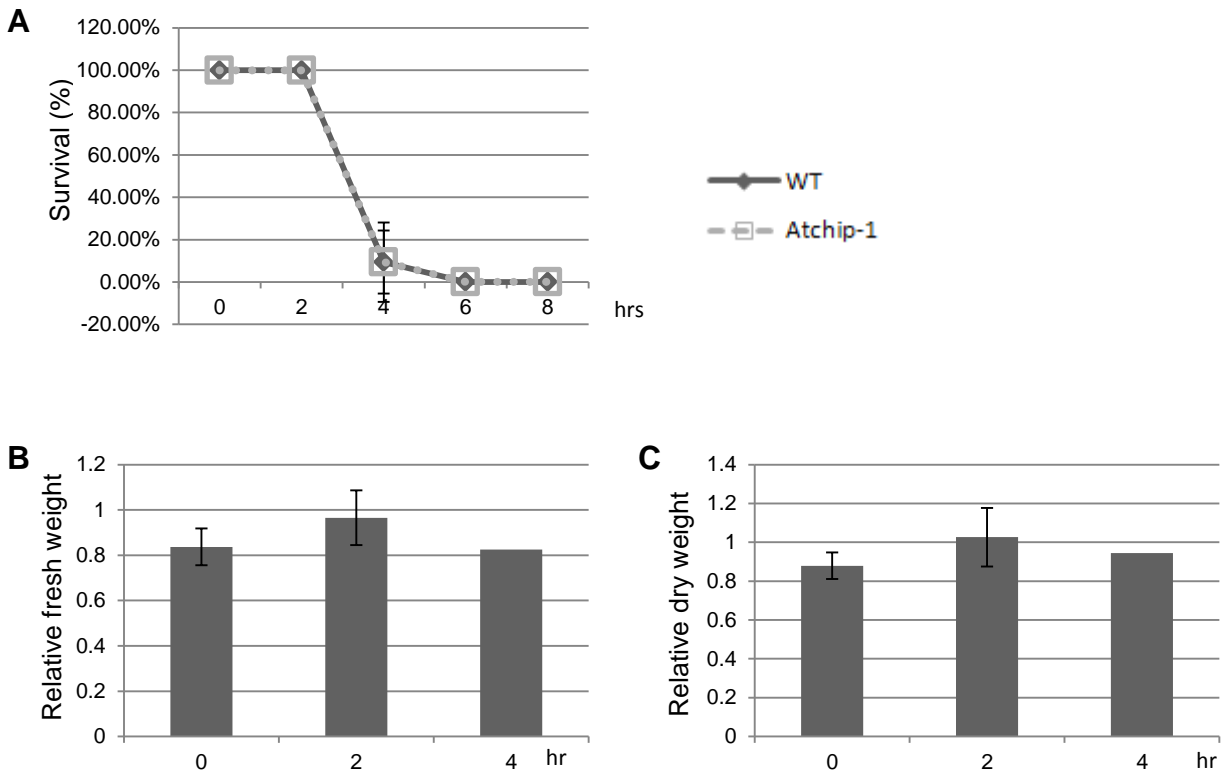 A
Survival (%)
120.00%
100.00%
80.00%
60.00%
40.00%
20.00%
0.00%
-20.00%
0 2 4 6 8 hrs
WT
Atchip-1
B
Relative fresh weight
1.2
1
0.8
0.6
0.4
0.2
0
0 2 4 hr
C
Relative dry weight
1.4
1.2
1
0.8
0.6
0.4
0.2
0
0 2 4 hr